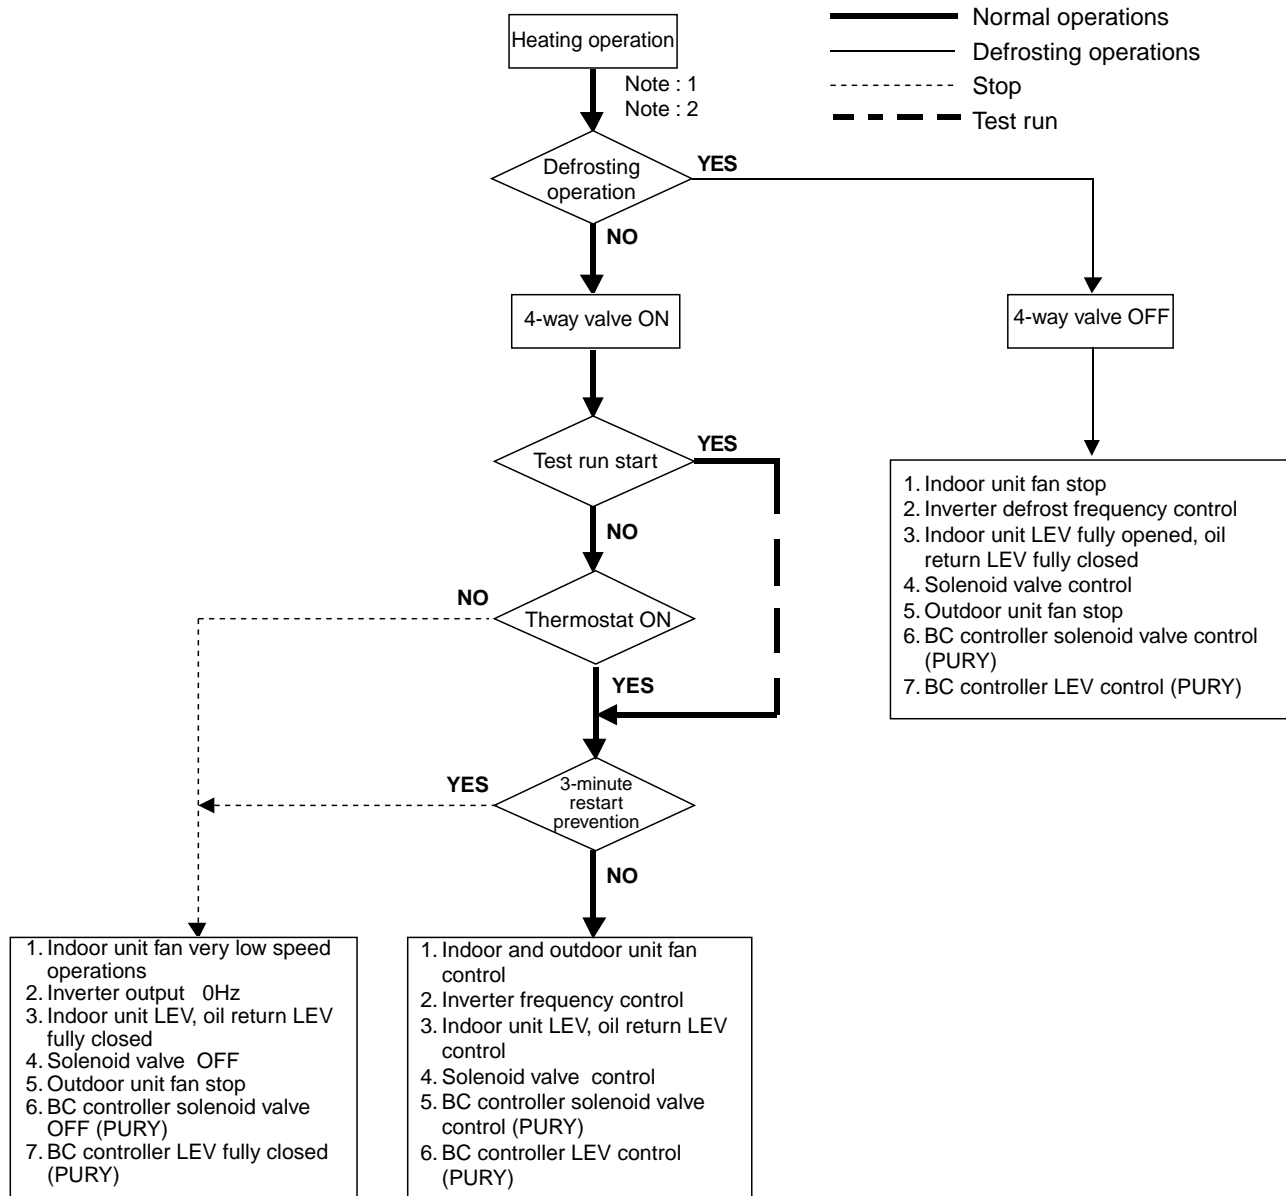 Normal operations
Defrosting operations
Stop
Test run
Heating operation
Note : 1
Note : 2
Defrosting
operation
YES
NO
4-way valve ON
4-way valve OFF
Test run start
YES
NO
1. Indoor unit fan stop
2. Inverter defrost frequency control
3. Indoor unit LEV fully opened, oil
return LEV fully closed
4. Solenoid valve control
5. Outdoor unit fan stop
6. BC controller solenoid valve control
(PURY)
7. BC controller LEV control (PURY)
NO
Thermostat ON
YES
YES
3-minute
restart
prevention
NO
1. Indoor unit fan very low speed
operations
2. Inverter output 0Hz
3. Indoor unit LEV, oil return LEV
fully closed
4. Solenoid valve OFF
5. Outdoor unit fan stop
6. BC controller solenoid valve
OFF (PURY)
7. BC controller LEV fully closed
(PURY)
1. Indoor and outdoor unit fan
control
2. Inverter frequency control
3. Indoor unit LEV, oil return LEV
control
4. Solenoid valve control
5. BC controller solenoid valve
control (PURY)
6. BC controller LEV control
(PURY)